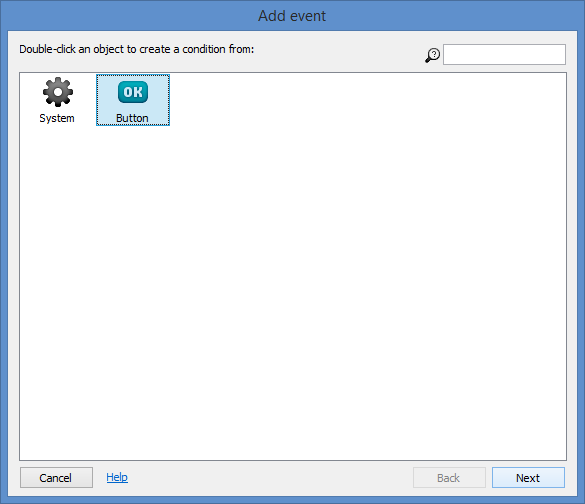 Add event
Double-click an object to create a condition from:
OK
System
Button
Cancel
Help
Back
Next